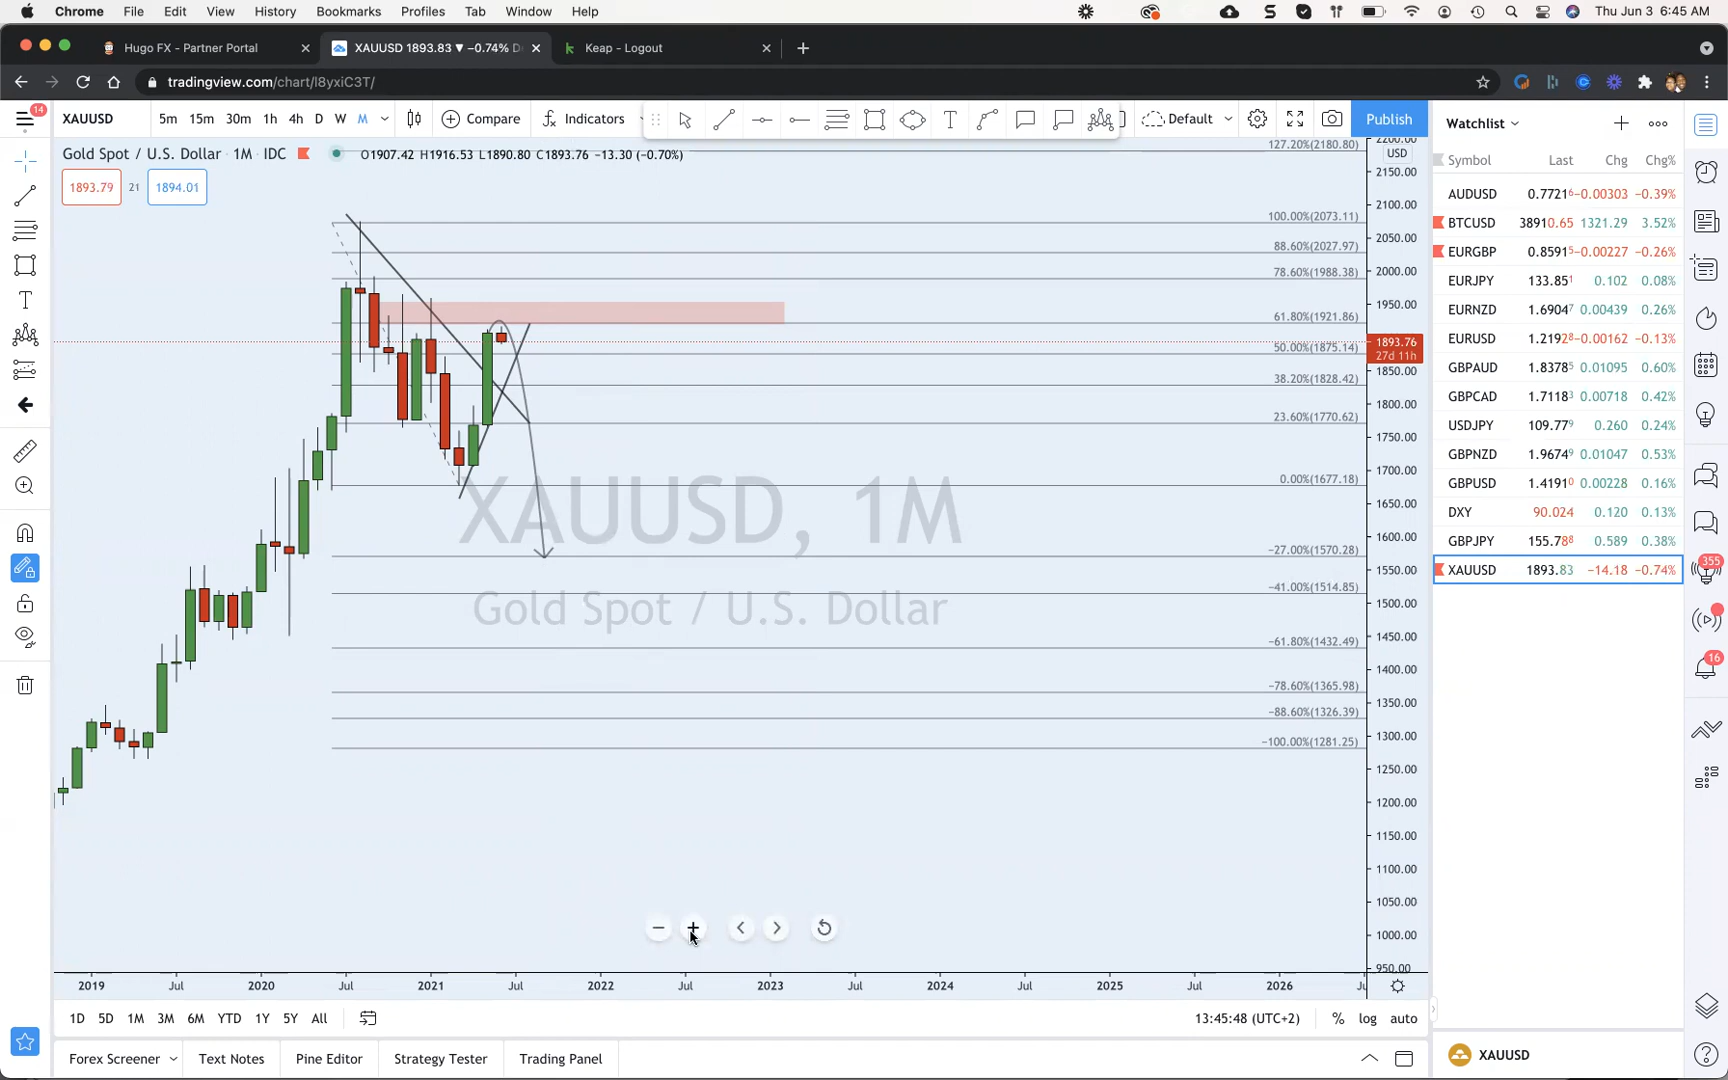 Chrome File Edit View History Bookmarks Profiles Tab Window Help Thu Jun 3 6:45 AM
Hugo FX - Partner Portal XAUUSD 1893.83 ▼ −0.74% D Keap - Logout
tradingview.com/chart/l8yxiC3T/
14 XAUUSD 5m 15m 30m 1h 4h D W M Compare Indicators T Default Publish
Watchlist
Gold Spot / U.S. Dollar · 1M · IDC O1907.42 H1916.53 L1890.80 C1893.76 −13.30 (−0.70%)
1893.79 21 1894.01
Symbol Last Chg Chg%
AUDUSD 0.77216 −0.00303 −0.39%
BTCUSD 38910.65 1321.29 3.52%
EURGBP 0.85915 −0.00227 −0.26%
EURJPY 133.851 0.102 0.08%
EURNZD 1.69047 0.00439 0.26%
EURUSD 1.21928 −0.00162 −0.13%
GBPAUD 1.83785 0.01095 0.60%
GBPCAD 1.71183 0.00718 0.42%
USDJPY 109.779 0.260 0.24%
GBPNZD 1.96749 0.01047 0.53%
GBPUSD 1.41910 0.00228 0.16%
DXY 90.024 0.120 0.13%
GBPJPY 155.788 0.589 0.38%
XAUUSD 1893.83 −14.18 −0.74%
127.20%(2180.80)
100.00%(2073.11)
88.60%(2027.97)
78.60%(1988.38)
61.80%(1921.86)
50.00%(1875.14)
38.20%(1828.42)
23.60%(1770.62)
0.00%(1677.18)
−27.00%(1570.28)
−41.00%(1514.85)
−61.80%(1432.49)
−78.60%(1365.98)
−88.60%(1326.39)
−100.00%(1281.25)
2200.00
USD
2150.00
2100.00
2050.00
2000.00
1950.00
1893.76
27d 11h
1850.00
1800.00
1750.00
1700.00
1650.00
1600.00
1550.00
1500.00
1450.00
1400.00
1350.00
1300.00
1250.00
1200.00
1150.00
1100.00
1050.00
1000.00
950.00
XAUUSD, 1M
Gold Spot / U.S. Dollar
355
16
2019 Jul 2020 Jul 2021 Jul 2022 Jul 2023 Jul 2024 Jul 2025 Jul 2026
1D 5D 1M 3M 6M YTD 1Y 5Y All 13:45:48 (UTC+2) % log auto
Forex Screener Text Notes Pine Editor Strategy Tester Trading Panel
XAUUSD